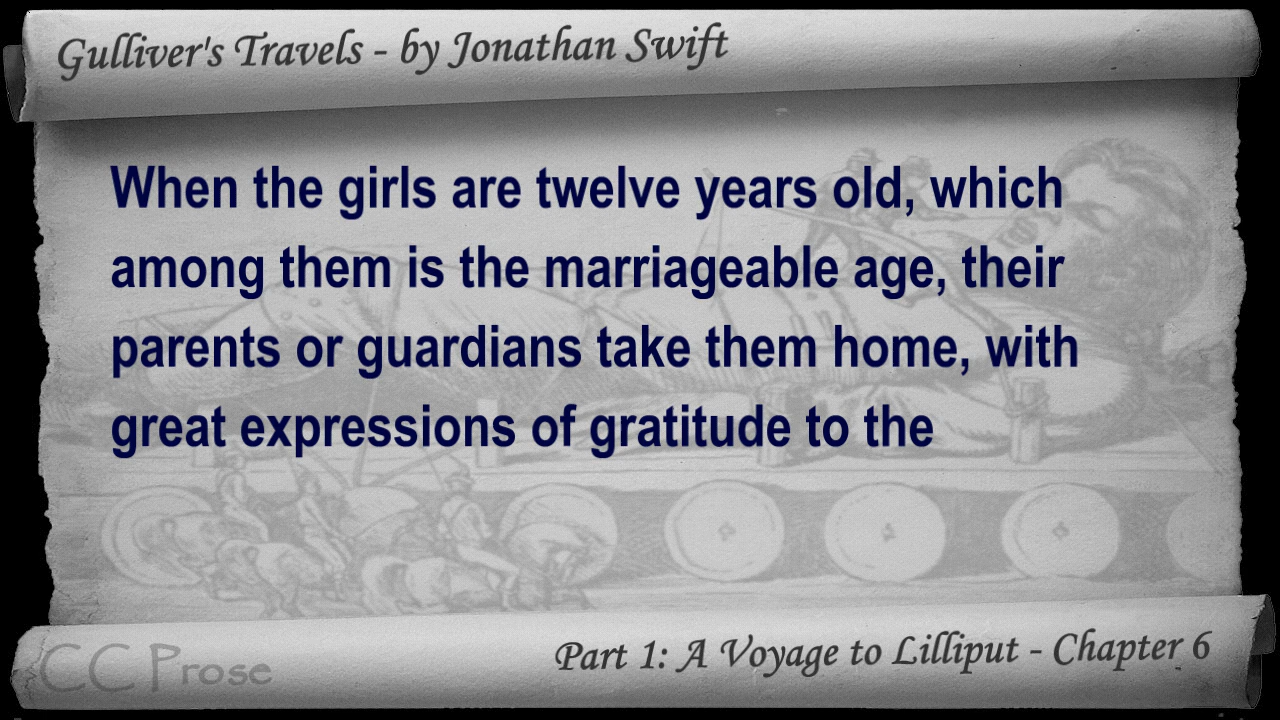 Gulliver's Travels - by Jonathan Swift
When the girls are twelve years old, which
among them is the marriageable age, their
parents or guardians take them home, with
great expressions of gratitude to the
Part 1: A Voyage to Lilliput - Chapter 6
CC Prose